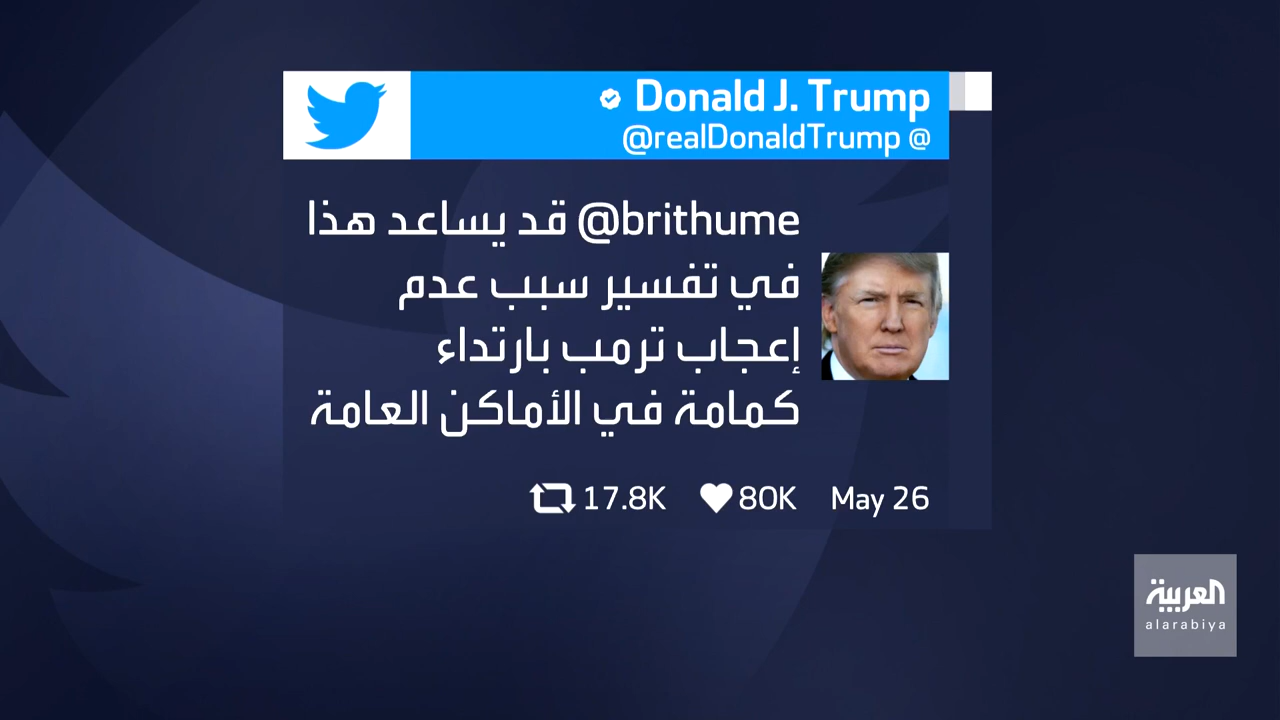 Donald J. Trump
@realDonaldTrump @
@brithume قد يساعد هذا
في تفسير سبب عدم
إعجاب ترمب بارتداء
كمامة في الأماكن العامة
17.8K 80K May 26
العربية
alarabiya